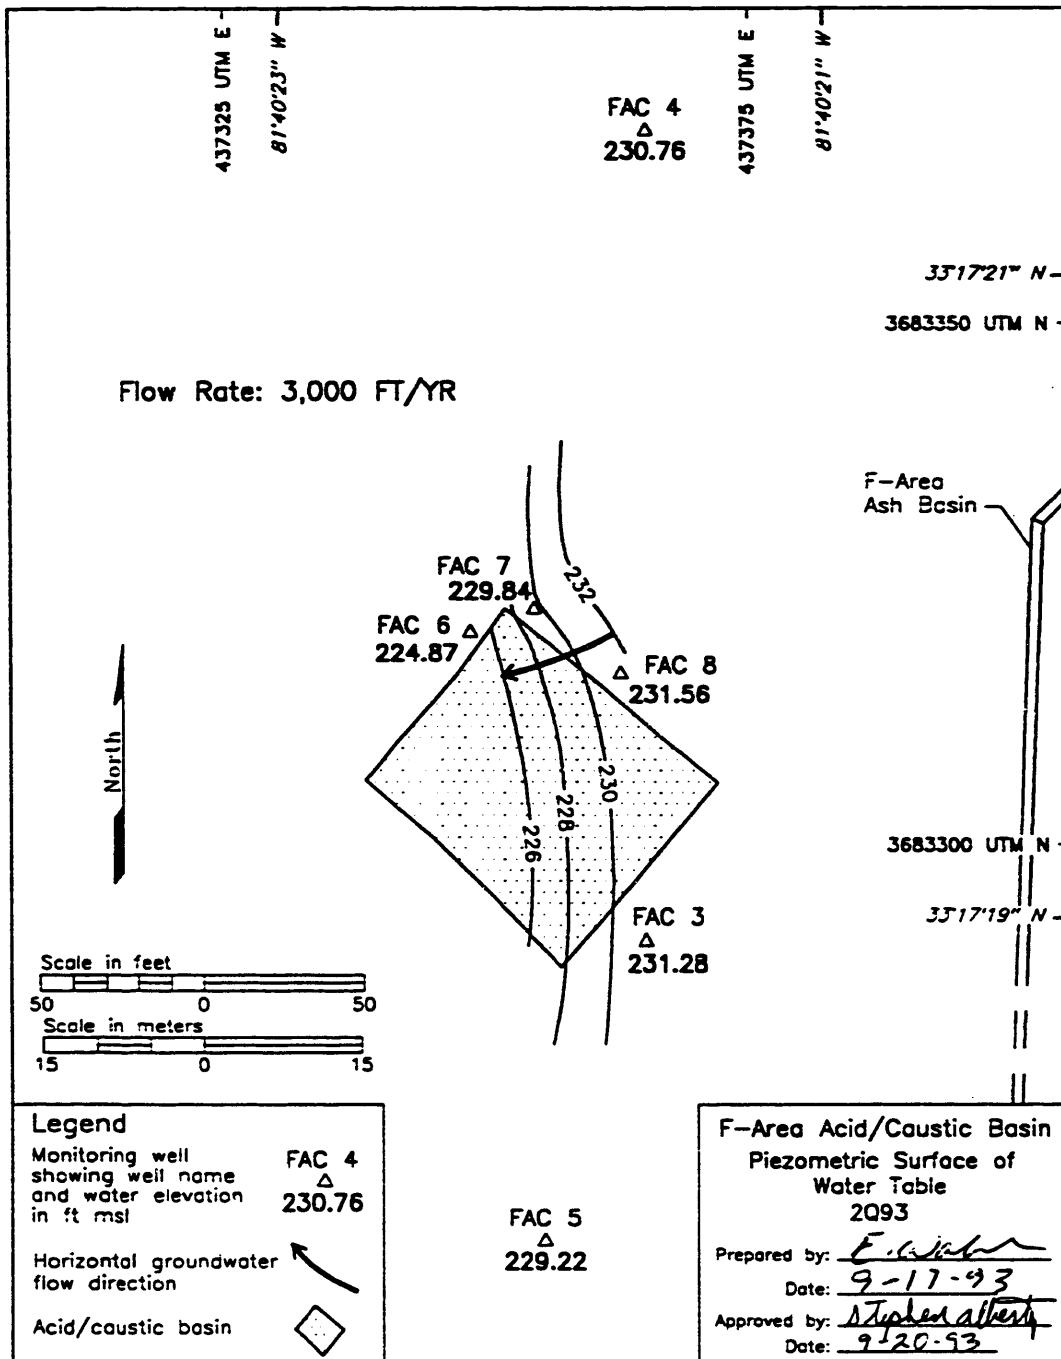 437325 UTM E
81°40'23" W
437375 UTM E
81°40'21" W
FAC 4
230.76
33°17'21" N
3683350 UTM N
Flow Rate: 3,000 FT/YR
F-Area
Ash Basin
232
FAC 7
229.84
FAC 6
224.87
FAC 8
231.56
North
230
228
226
3683300 UTM N
33°17'19" N
FAC 3
231.28
Scale in feet
50 0 50
Scale in meters
15 0 15
Legend
Monitoring well
showing well name
and water elevation
in ft msl
FAC 4
230.76
Horizontal groundwater
flow direction
Acid/caustic basin
FAC 5
229.22
F-Area Acid/Caustic Basin
Piezometric Surface of
Water Table
2Q93
Prepared by:
Date: 9-17-93
Approved by: Stephen
Date: 9-20-93